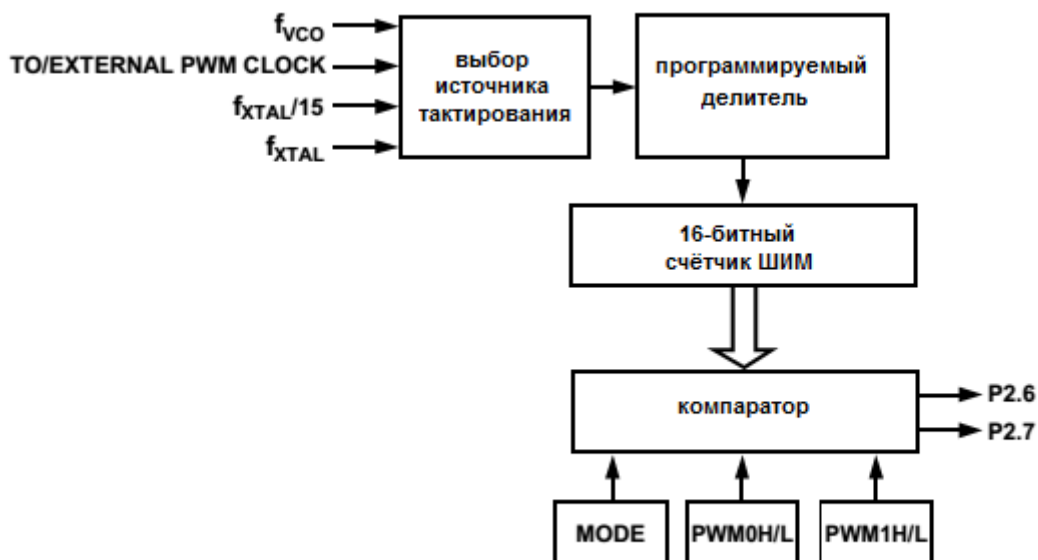 fVCO
TO/EXTERNAL PWM CLOCK
fXTAL/15
fXTAL
выбор
источника
тактирования
программируемый
делитель
16-битный
счётчик ШИМ
компаратор
P2.6
P2.7
MODE
PWM0H/L
PWM1H/L